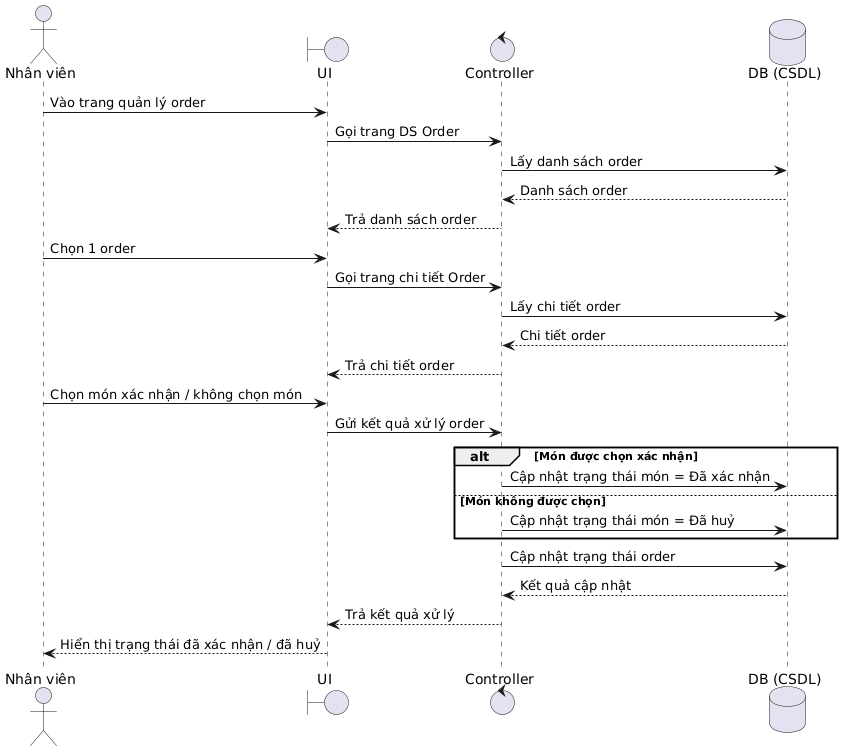 Nhân viên
UI
Controller
DB (CSDL)
Vào trang quản lý order
Gọi trang DS Order
Lấy danh sách order
Danh sách order
Trả danh sách order
Chọn 1 order
Gọi trang chi tiết Order
Lấy chi tiết order
Chi tiết order
Trả chi tiết order
Chọn món xác nhận / không chọn món
Gửi kết quả xử lý order
alt [Món được chọn xác nhận]
Cập nhật trạng thái món = Đã xác nhận
[Món không được chọn]
Cập nhật trạng thái món = Đã huỷ
Cập nhật trạng thái order
Kết quả cập nhật
Trả kết quả xử lý
Hiển thị trạng thái đã xác nhận / đã huỷ
Nhân viên
UI
Controller
DB (CSDL)